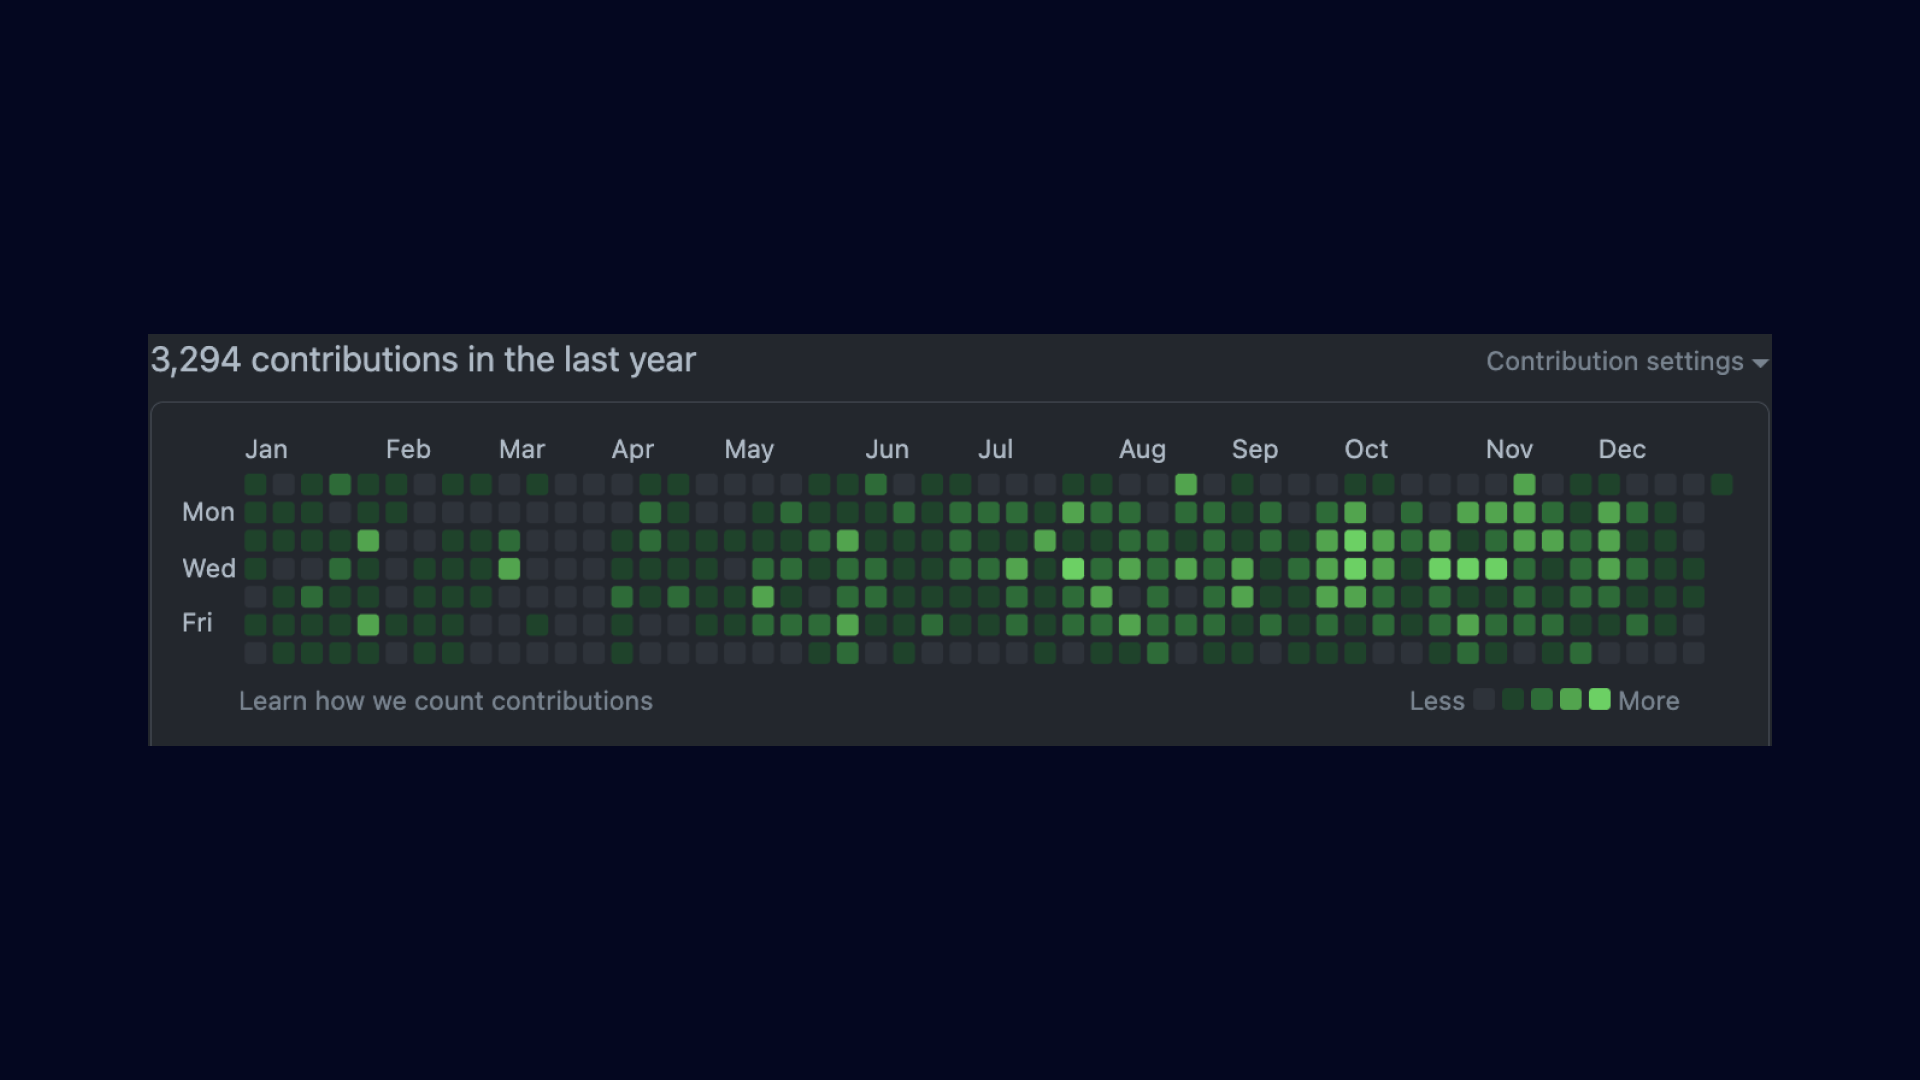 3,294 contributions in the last year
Contribution settings
Jan Feb Mar Apr May Jun Jul Aug Sep Oct Nov Dec
Mon
Wed
Fri
Learn how we count contributions
Less More